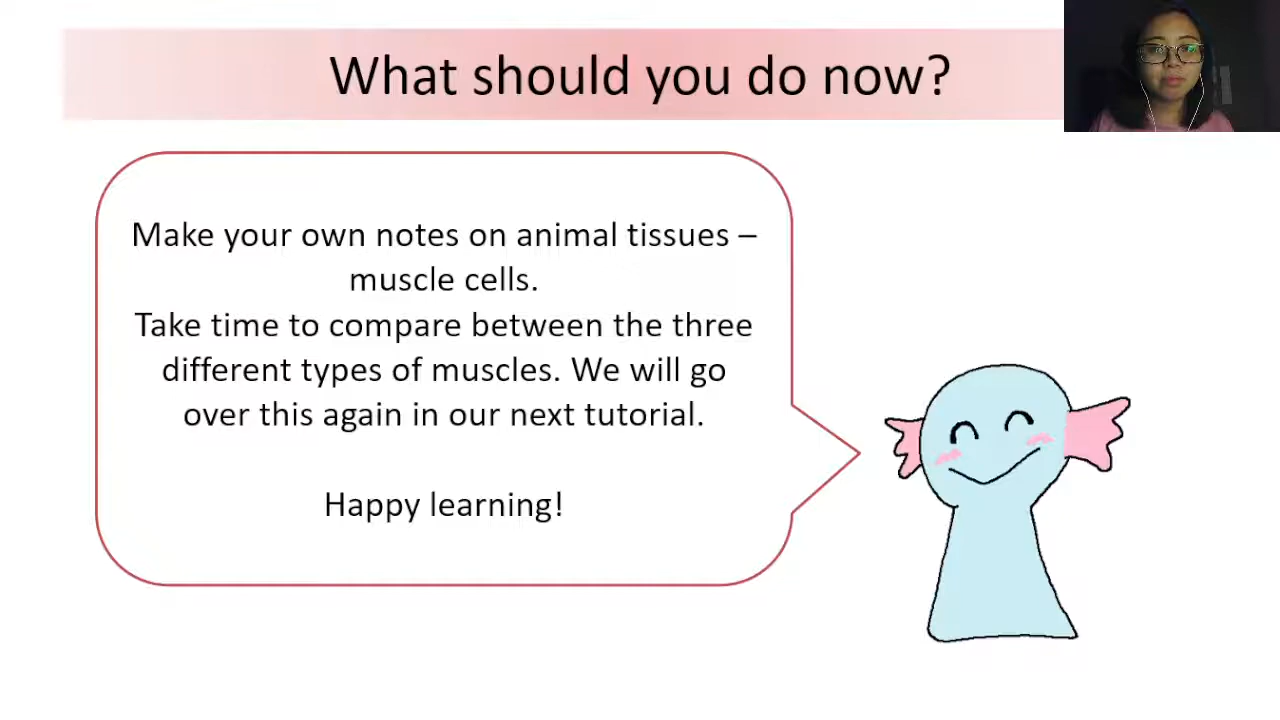 What should you do now?
Make your own notes on animal tissues –
muscle cells.
Take time to compare between the three
different types of muscles. We will go
over this again in our next tutorial.
Happy learning!